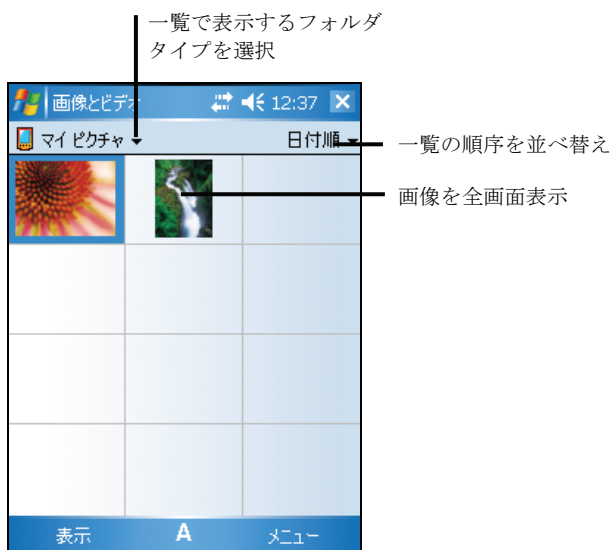 一覧で表示するフォルダ
タイプを選択
画像とビデオ 12:37
マイ ピクチャ 日付順
一覧の順序を並べ替え
画像を全画面表示
表示 A メニュー